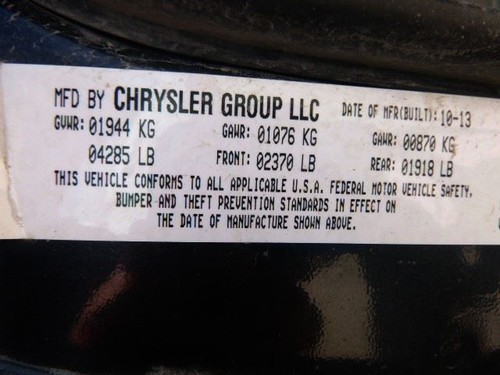 MFD BY CHRYSLER GROUP LLC DATE OF MFR(BUILT): 10-13
GVWR: 01944 KG GAWR: 01076 KG GAWR: 00870 KG
04285 LB FRONT: 02370 LB REAR: 01918 LB
THIS VEHICLE CONFORMS TO ALL APPLICABLE U.S.A. FEDERAL MOTOR VEHICLE SAFETY,
BUMPER AND THEFT PREVENTION STANDARDS IN EFFECT ON
THE DATE OF MANUFACTURE SHOWN ABOVE.